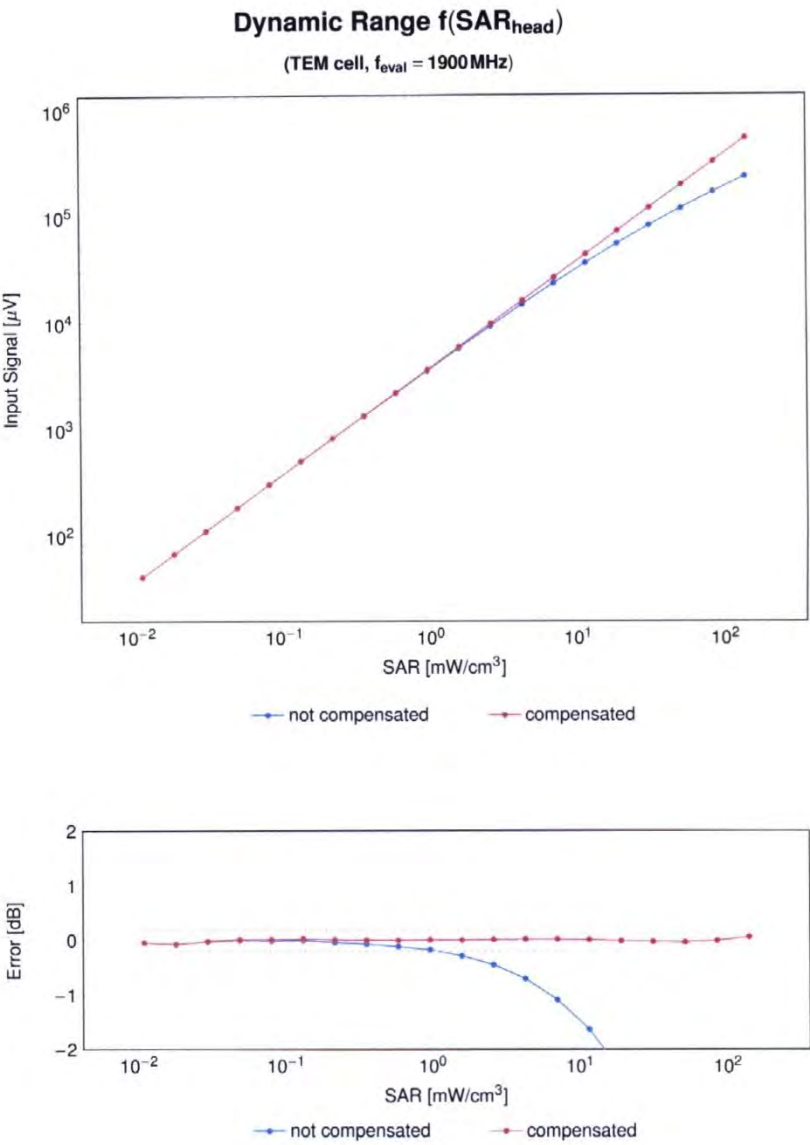 Dynamic Range f(SARhead)
(TEM cell, feval = 1900 MHz)
10⁶
10⁵
10⁴
10³
10²
Input Signal [μV]
10⁻² 10⁻¹ 10⁰ 10¹ 10²
SAR [mW/cm³]
not compensated compensated
2
1
0
−1
−2
Error [dB]
10⁻² 10⁻¹ 10⁰ 10¹ 10²
SAR [mW/cm³]
not compensated compensated